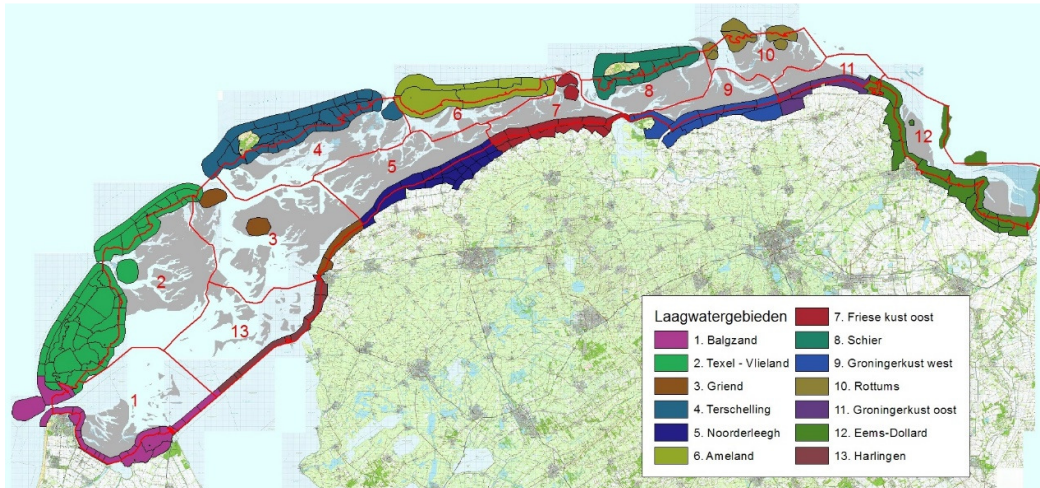 10
11
8
9
6
7
12
4
5
3
2
13
1
Laagwatergebieden
1. Balgzand
2. Texel - Vlieland
3. Griend
4. Terschelling
5. Noorderleegh
6. Ameland
7. Friese kust oost
8. Schier
9. Groningerkust west
10. Rottums
11. Groningerkust oost
12. Eems-Dollard
13. Harlingen